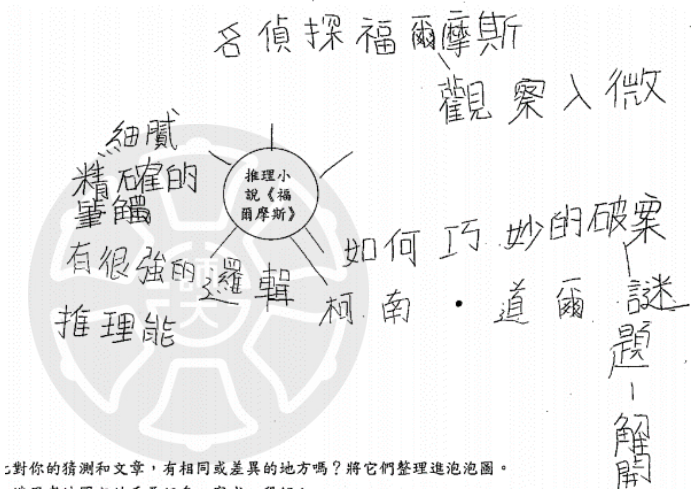 名偵探福爾摩斯
觀察入微
細膩
精確的
筆觸
推理小
說《福
爾摩斯》
有很強的邏輯
推理能
如何巧妙的破案
柯南·道爾
謎題-解開
師大
對你的猜測和文章，有相同或差異的地方嗎？將它們整理進泡泡圖。